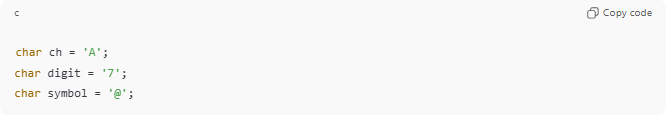 c
Copy code
char ch = 'A';
char digit = '7';
char symbol = '@';